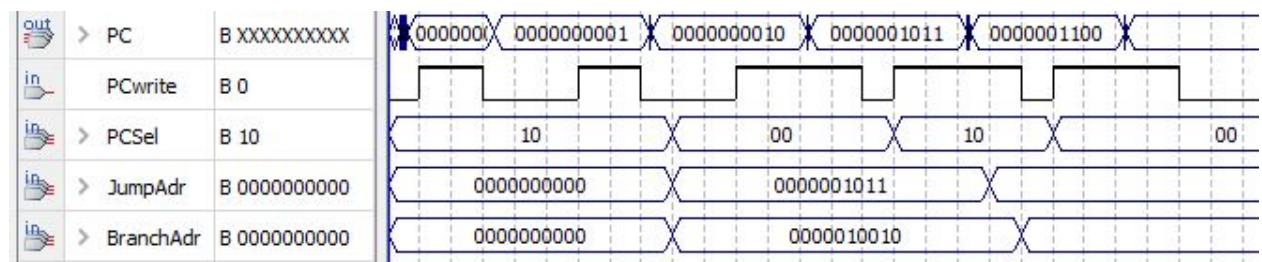 out > PC B XXXXXXXXXX 000000( 0000000001 0000000010 0000001011 0000001100
in PCwrite B 0
in > PCSel B 10 10 00 10 00
in > JumpAdr B 0000000000 0000000000 0000001011
in > BranchAdr B 0000000000 0000000000 0000010010